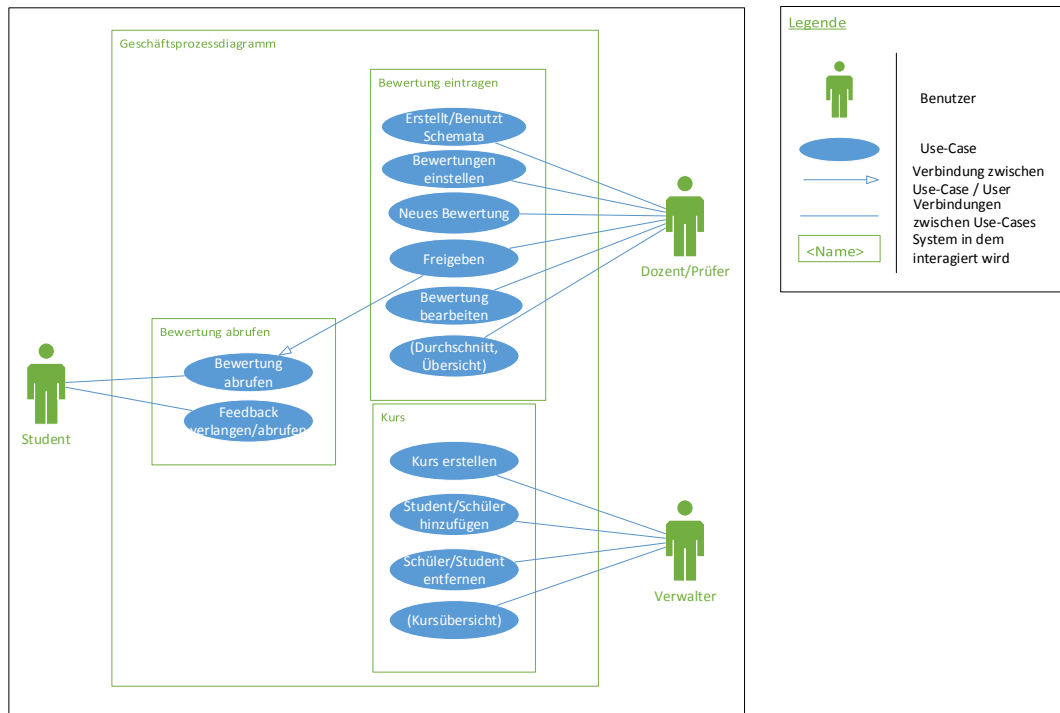 Geschäftsprozessdiagramm
Bewertung eintragen
Erstellt/Benutzt
Schemata
Bewertungen
einstellen
Neues Bewertung
Freigeben
Bewertung
bearbeiten
(Durchschnitt,
Übersicht)
Dozent/Prüfer
Bewertung abrufen
Bewertung
abrufen
Feedback
verlangen/abrufen
Student
Kurs
Kurs erstellen
Student/Schüler
hinzufügen
Schüler/Student
entfernen
(Kursübersicht)
Verwalter
Legende
Benutzer
Use-Case
Verbindung zwischen
Use-Case / User
Verbindungen
zwischen Use-Cases
<Name>
System in dem
interagiert wird